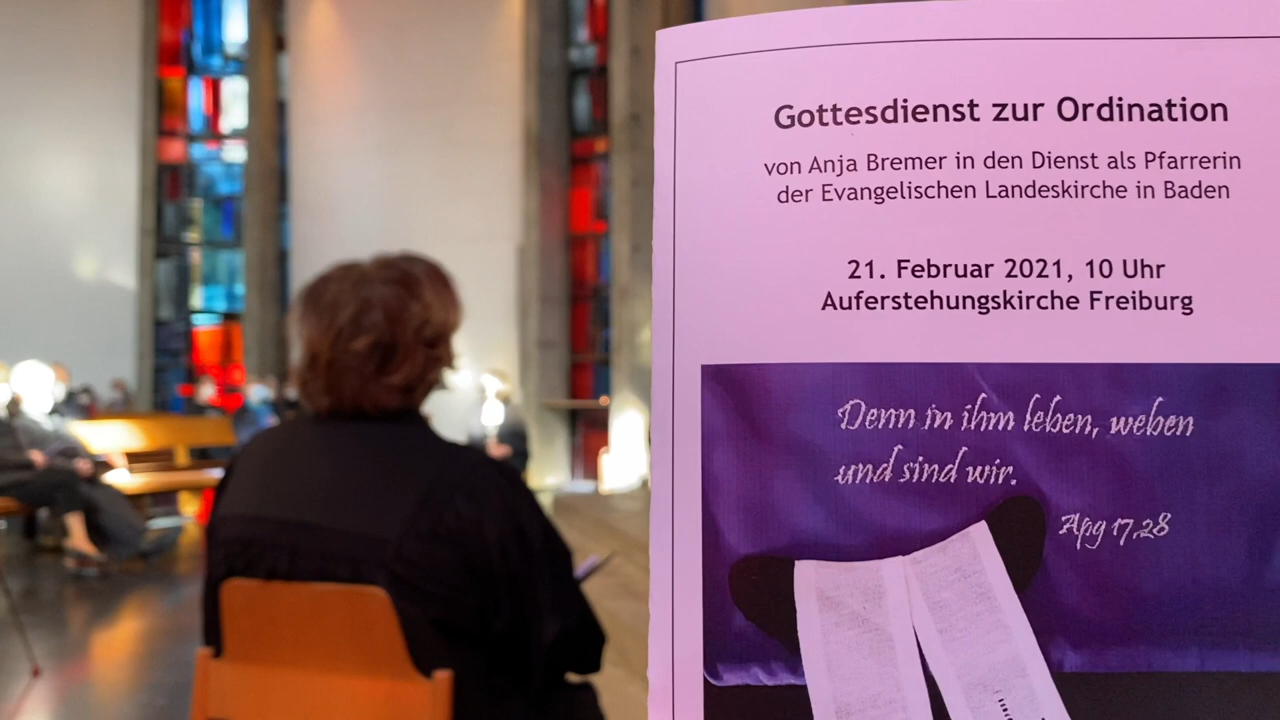 Gottesdienst zur Ordination
von Anja Bremer in den Dienst als Pfarrerin
der Evangelischen Landeskirche in Baden
21. Februar 2021, 10 Uhr
Auferstehungskirche Freiburg
Denn in ihm leben, weben
und sind wir.
Apg 17,28